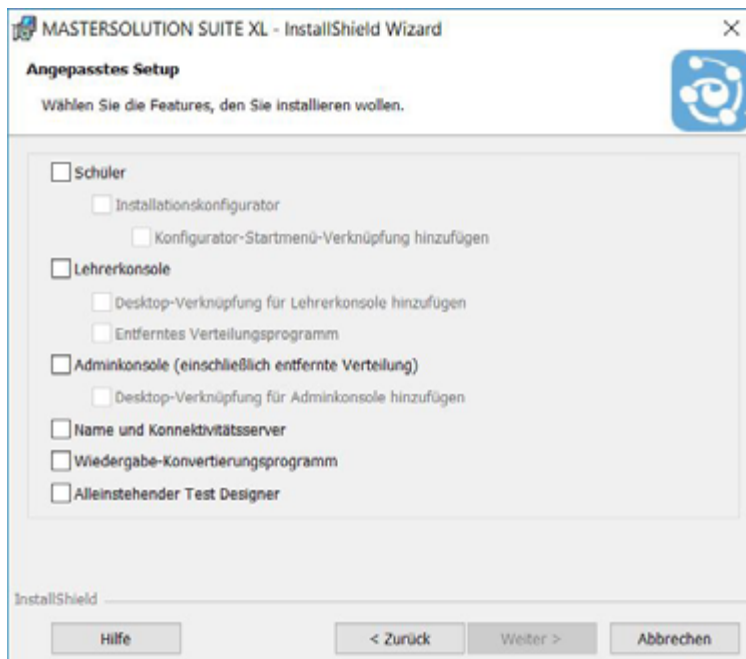 MASTERSOLUTION SUITE XL - InstallShield Wizard
Angepasstes Setup
Wählen Sie die Features, den Sie installieren wollen.
Schüler
Installationskonfigurator
Konfigurator-Startmenü-Verknüpfung hinzufügen
Lehrerkonsole
Desktop-Verknüpfung für Lehrerkonsole hinzufügen
Entferntes Verteilungsprogramm
Adminkonsole (einschließlich entfernte Verteilung)
Desktop-Verknüpfung für Adminkonsole hinzufügen
Name und Konnektivitätsserver
Wiedergabe-Konvertierungsprogramm
Alleinstehender Test Designer
InstallShield
Hilfe < Zurück Weiter > Abbrechen